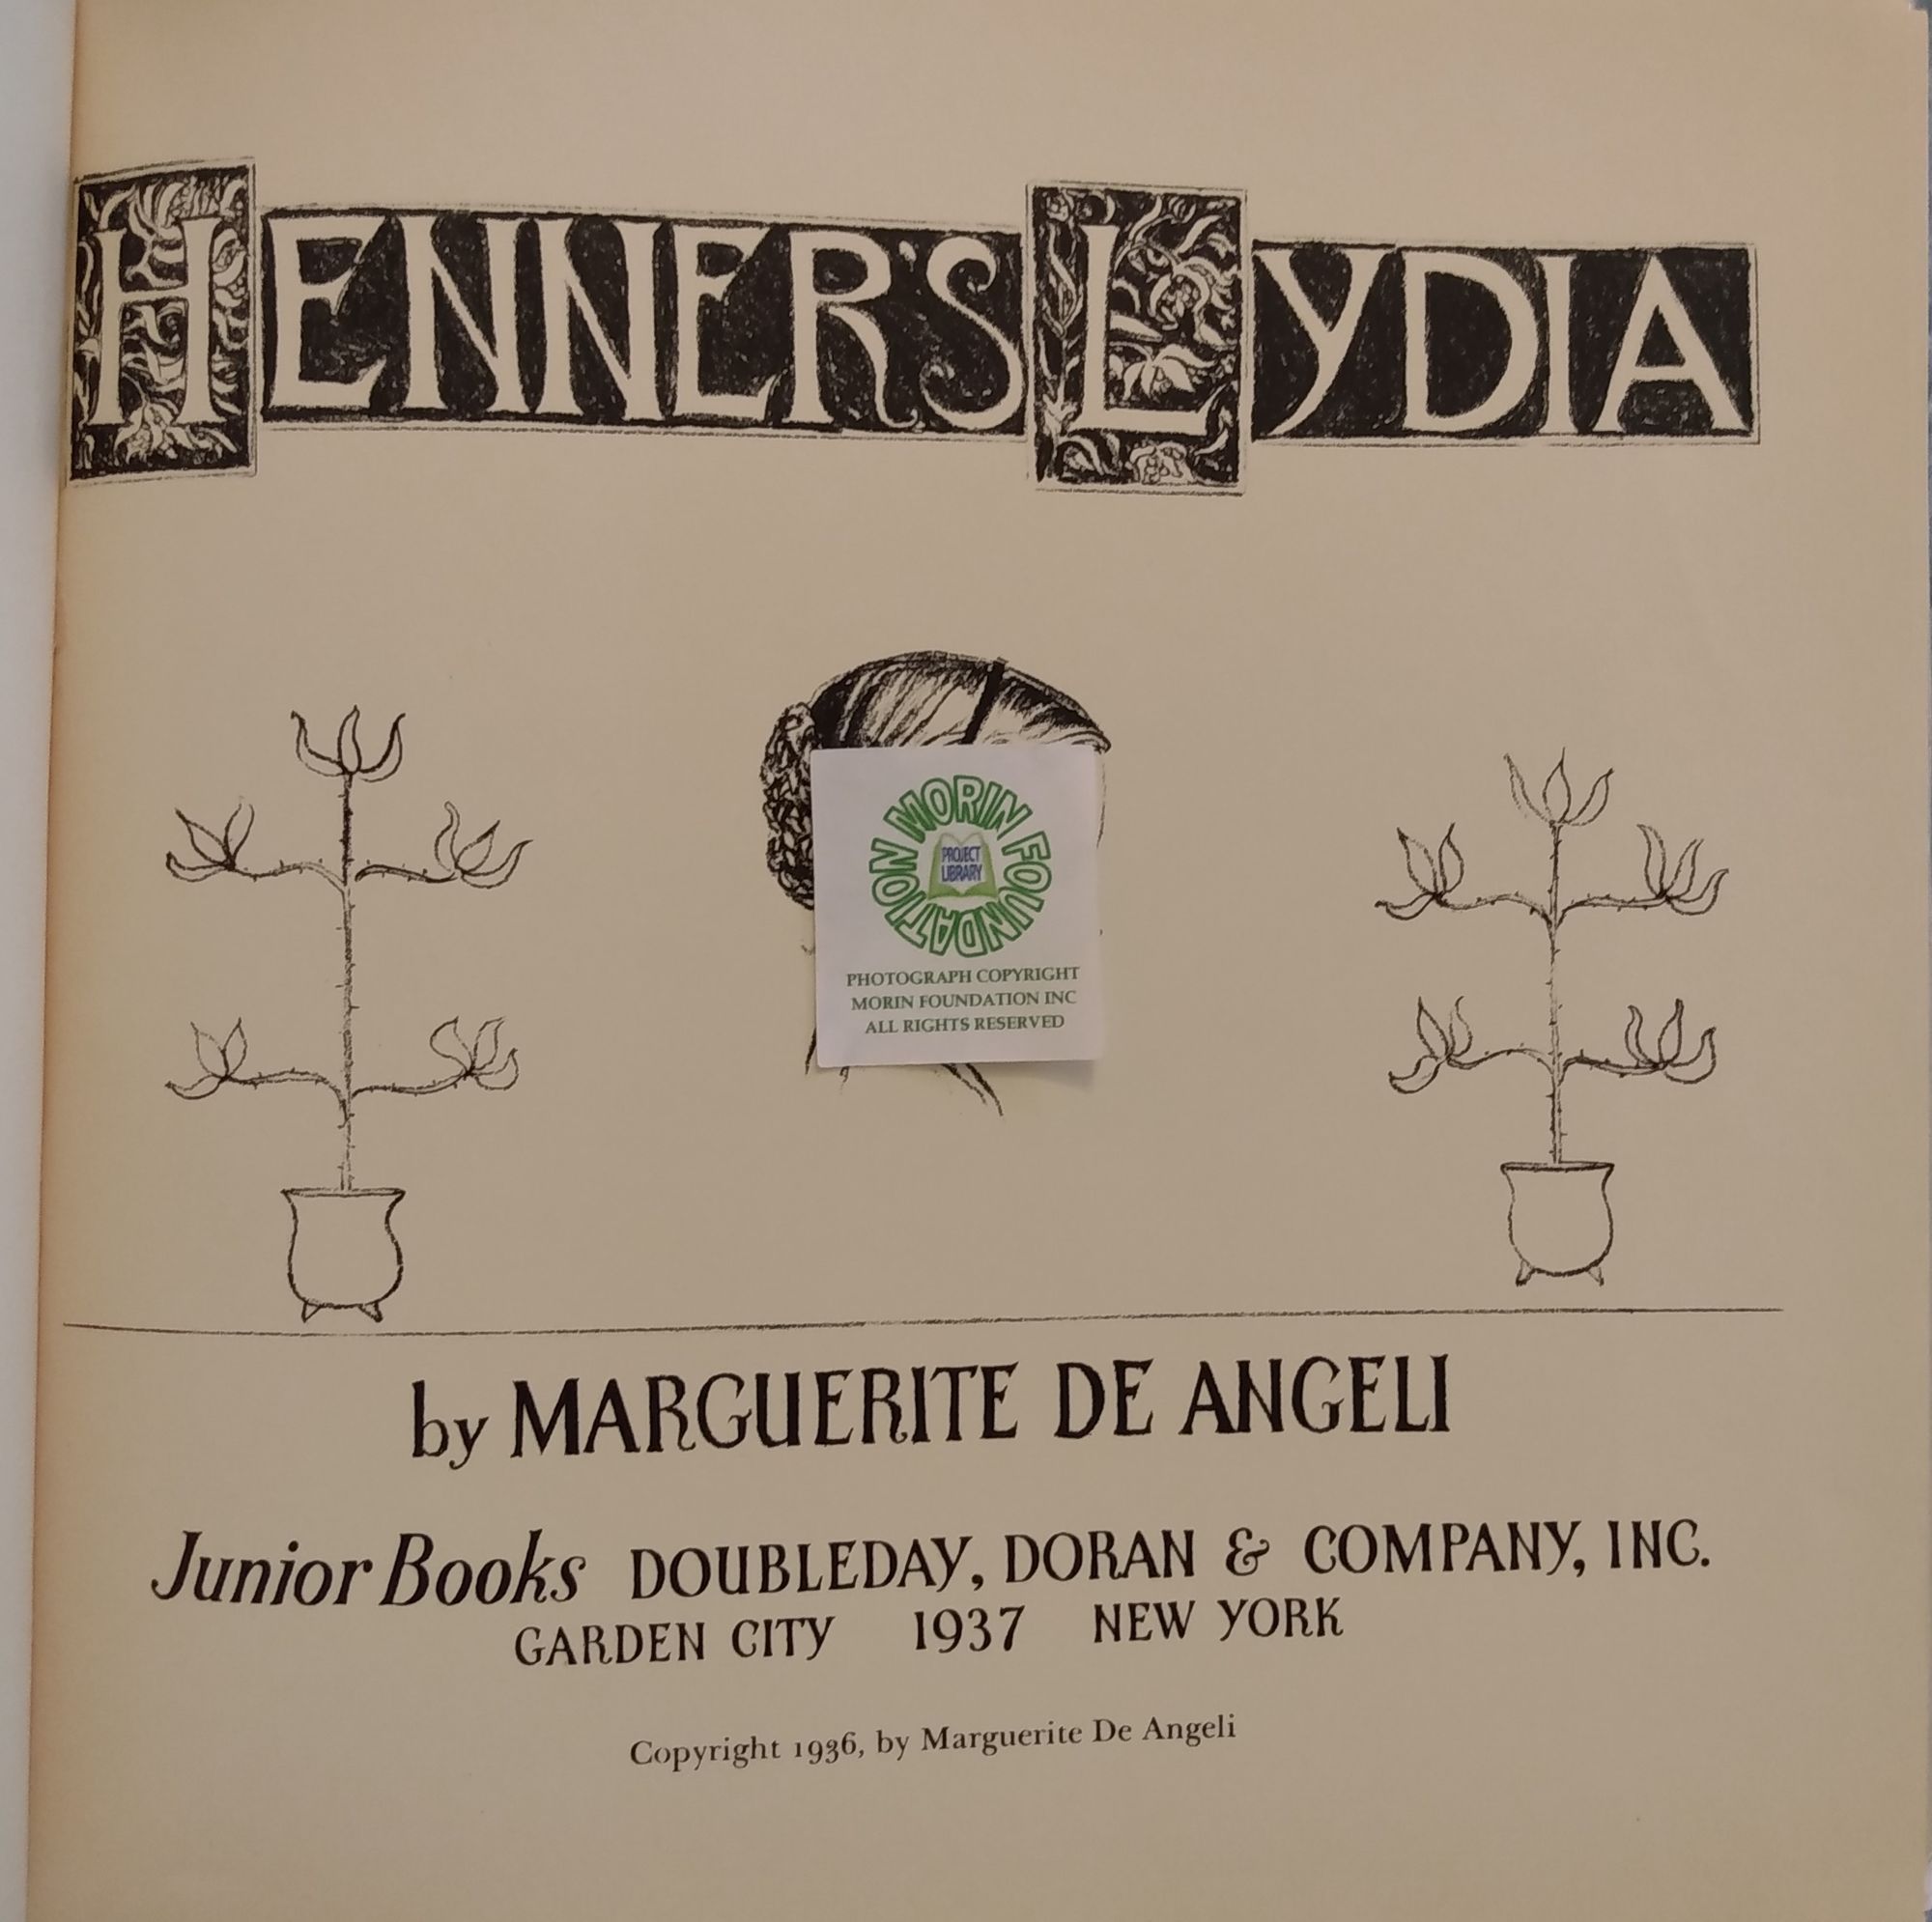 HENNER'S LYDIA
MORIN FOUNDATION
PROJECT
LIBRARY
PHOTOGRAPH COPYRIGHT
MORIN FOUNDATION INC
ALL RIGHTS RESERVED
by MARGUERITE DE ANGELI
Junior Books DOUBLEDAY, DORAN & COMPANY, INC.
GARDEN CITY 1937 NEW YORK
Copyright 1936, by Marguerite De Angeli